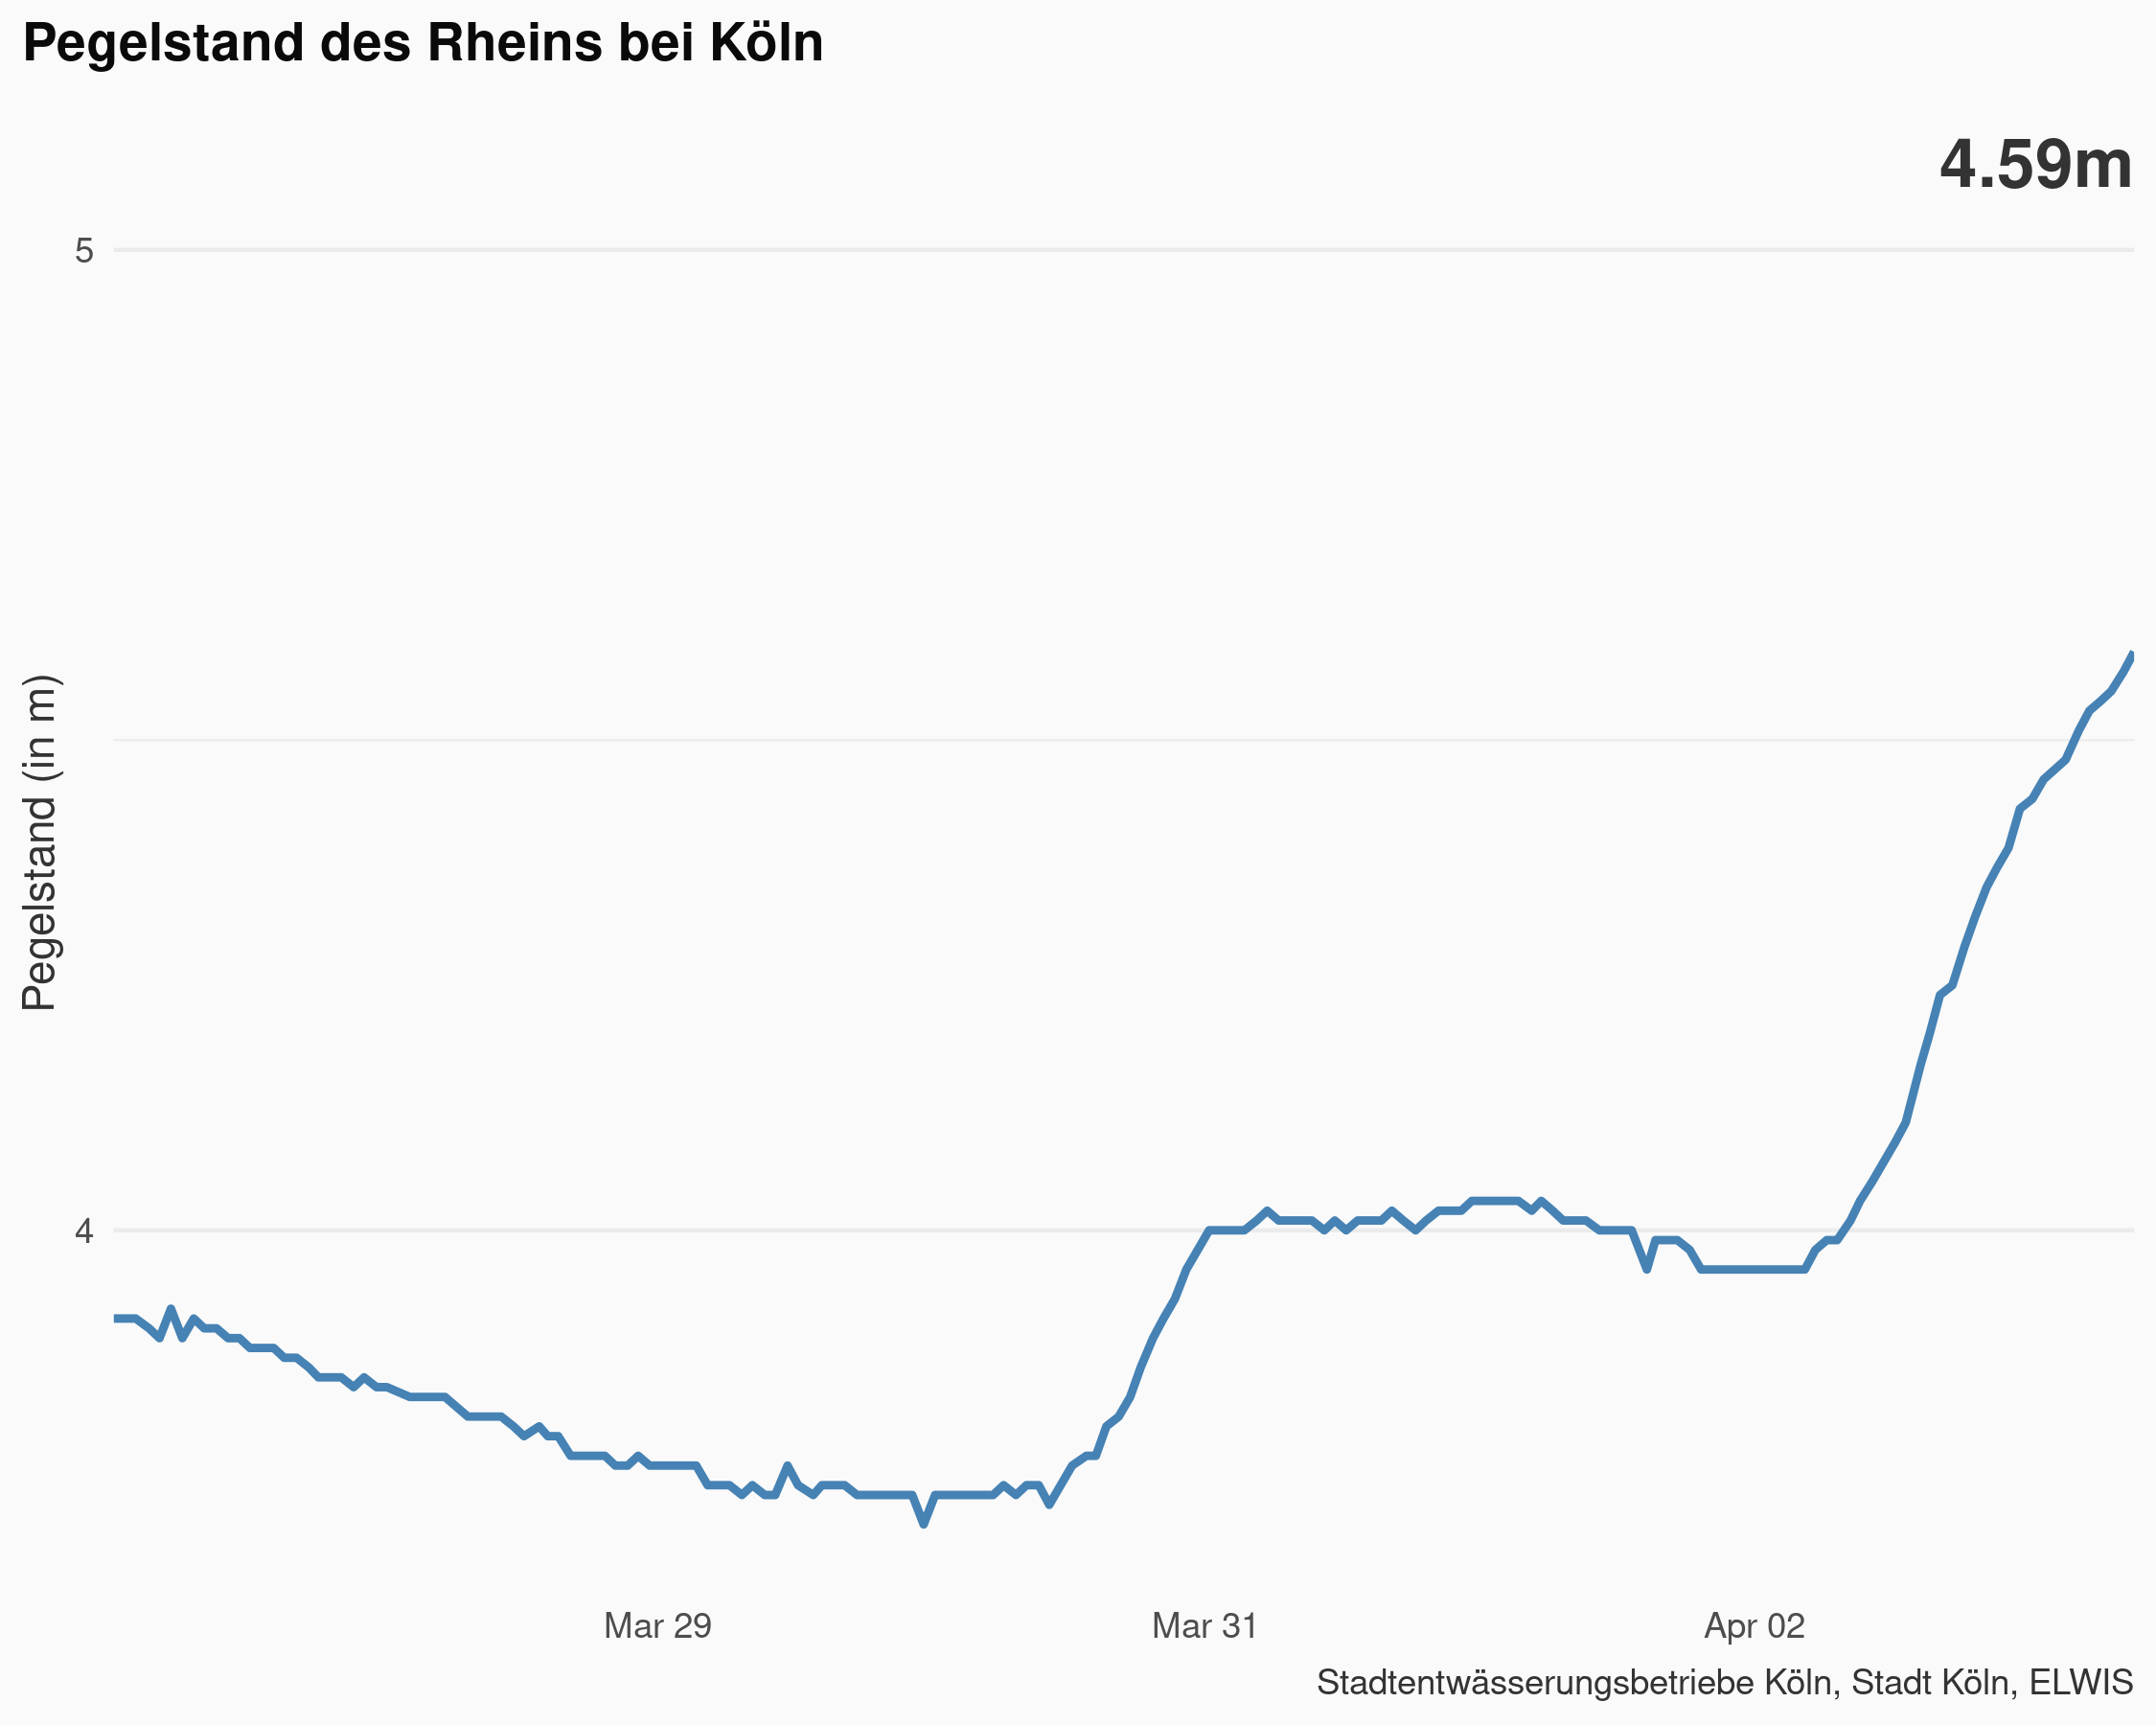 Pegelstand des Rheins bei Köln
4.59m
5
Pegelstand (in m)
4
Mar 29
Mar 31
Apr 02
Stadtentwässerungsbetriebe Köln, Stadt Köln, ELWIS